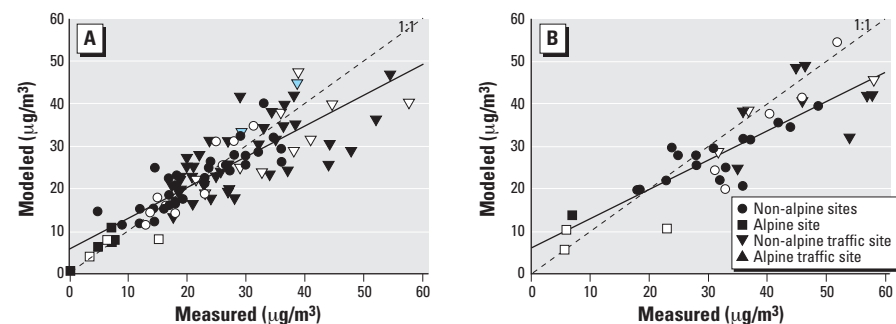 A
1:1
60
50
40
30
20
10
0
Modeled (µg/m³)
0 10 20 30 40 50 60
Measured (µg/m³)
B
1:1
60
50
40
30
20
10
0
Modeled (µg/m³)
0 10 20 30 40 50 60
Measured (µg/m³)
Non-alpine sites
Alpine site
Non-alpine traffic site
Alpine traffic site